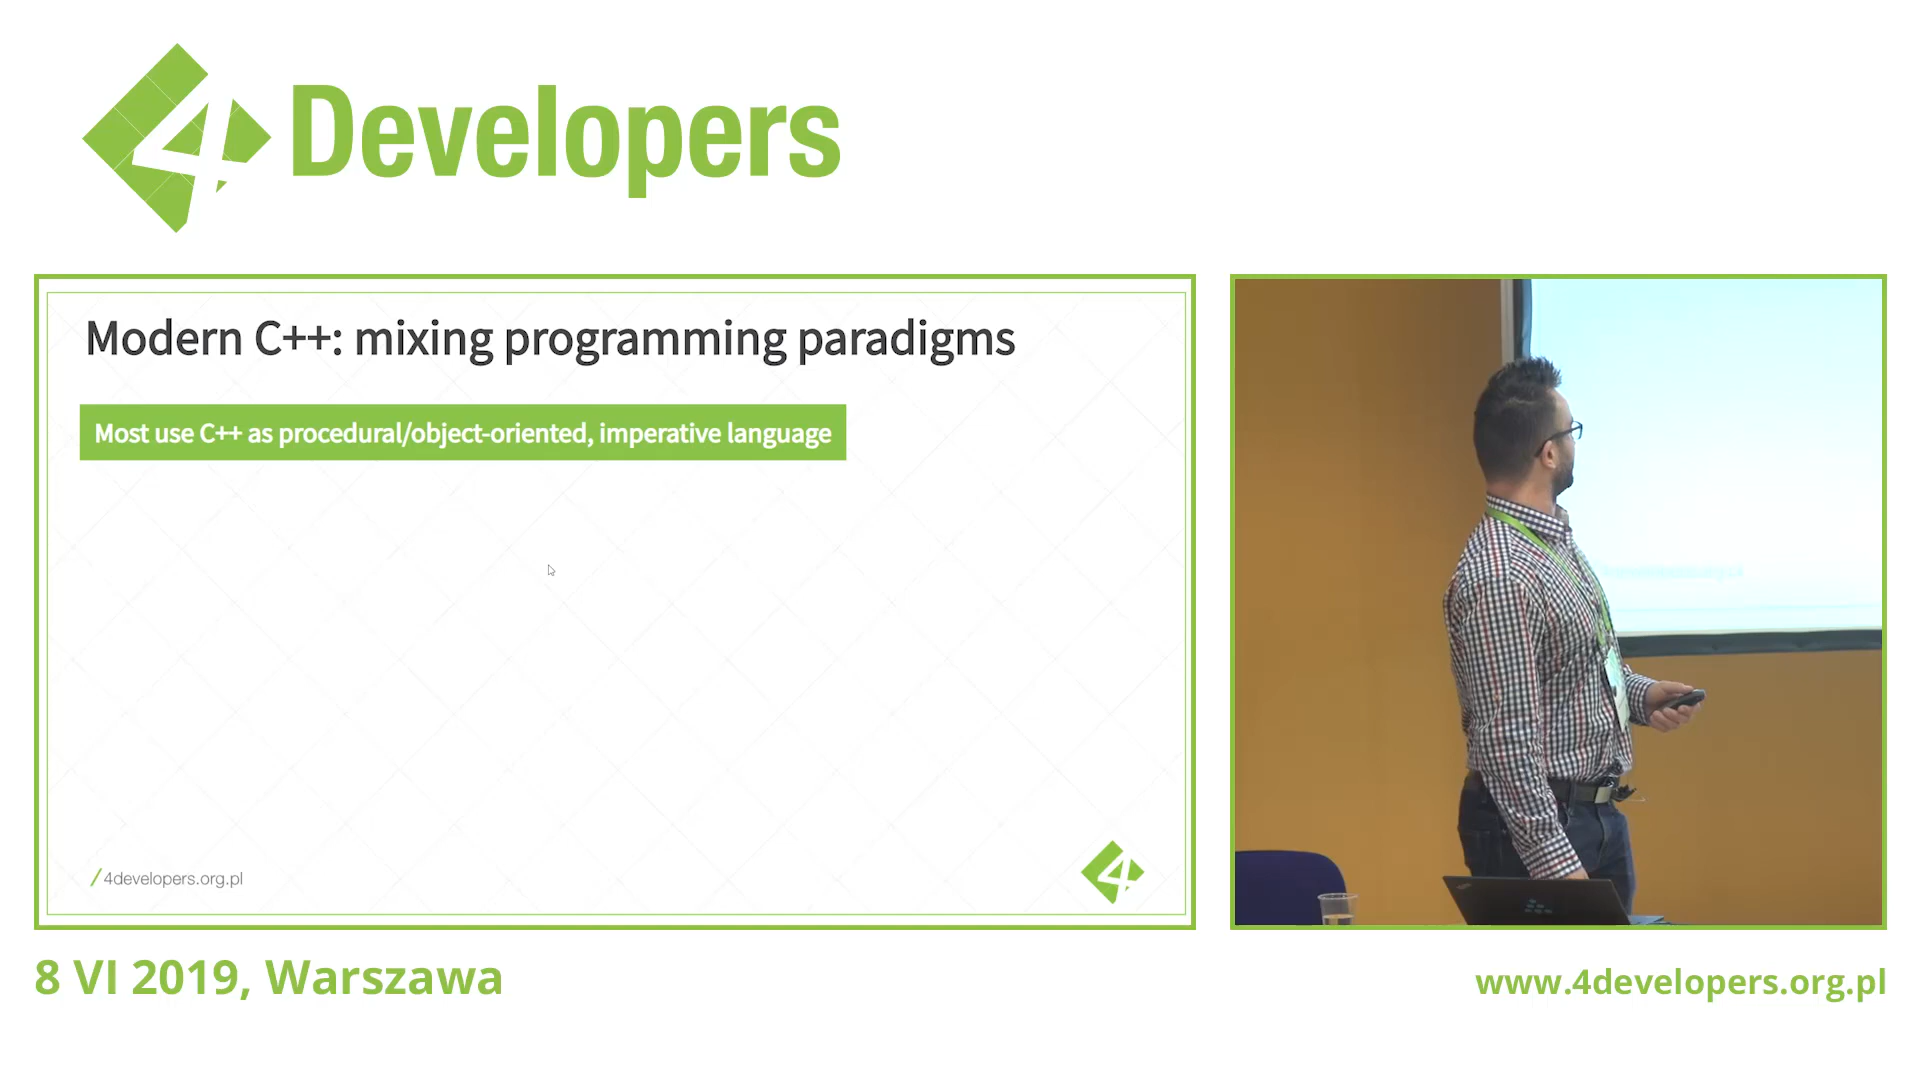 4Developers
Modern C++: mixing programming paradigms
Most use C++ as procedural/object-oriented, imperative language
/4developers.org.pl
4
8 VI 2019, Warszawa
www.4developers.org.pl